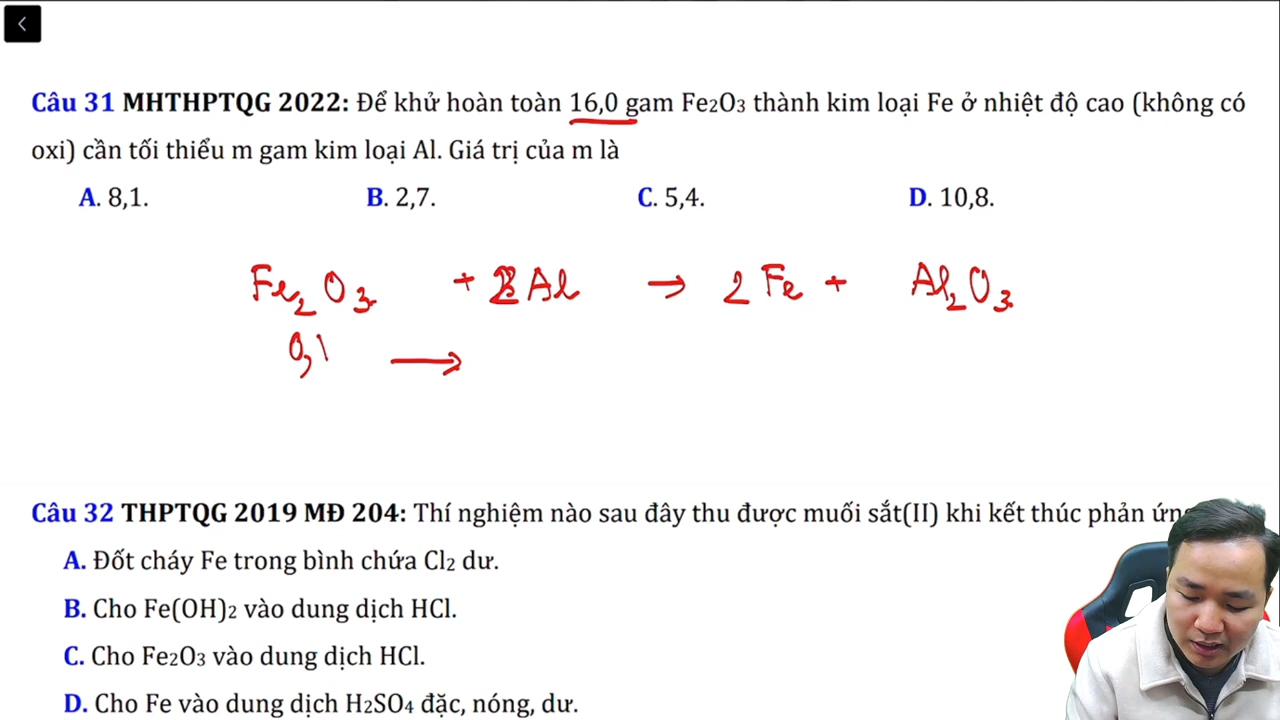 Câu 31 MHTHPTQG 2022: Để khử hoàn toàn 16,0 gam Fe2O3 thành kim loại Fe ở nhiệt độ cao (không có
oxi) cần tối thiểu m gam kim loại Al. Giá trị của m là
A. 8,1. B. 2,7. C. 5,4. D. 10,8.
Fe2O3 + 2Al → 2Fe + Al2O3
0,1 →
Câu 32 THPTQG 2019 MĐ 204: Thí nghiệm nào sau đây thu được muối sắt(II) khi kết thúc phản
A. Đốt cháy Fe trong bình chứa Cl2 dư.
B. Cho Fe(OH)2 vào dung dịch HCl.
C. Cho Fe2O3 vào dung dịch HCl.
D. Cho Fe vào dung dịch H2SO4 đặc, nóng, dư.